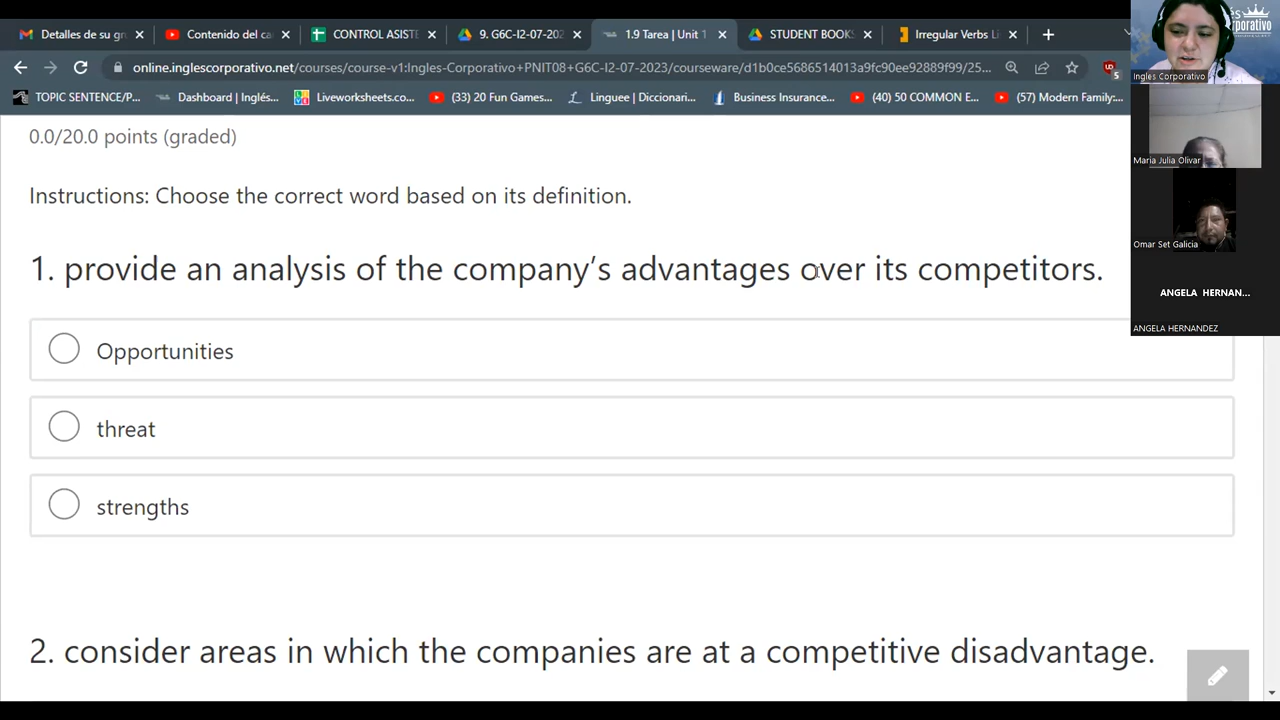 Detalles de su gn
Contenido del ca
CONTROL ASISTE
9. G6C-I2-07-202
1.9 Tarea | Unit 1
STUDENT BOOKS
Irregular Verbs Li
online.inglescorporativo.net/courses/course-v1:Ingles-Corporativo+PNIT08+G6C-I2-07-2023/courseware/d1b0ce5686514013a9fc90ee92889f99/25...
TOPIC SENTENCE/P...
Dashboard | Inglés...
Liveworksheets.co...
(33) 20 Fun Games...
Linguee | Diccionari...
Business Insurance...
(40) 50 COMMON E...
(57) Modern Family:...
0.0/20.0 points (graded)
Instructions: Choose the correct word based on its definition.
1. provide an analysis of the company’s advantages over its competitors.
Opportunities
threat
strengths
2. consider areas in which the companies are at a competitive disadvantage.
Ingles Corporativo
Maria Julia Olivar
Omar Set Galicia
ANGELA HERNAN...
ANGELA HERNANDEZ